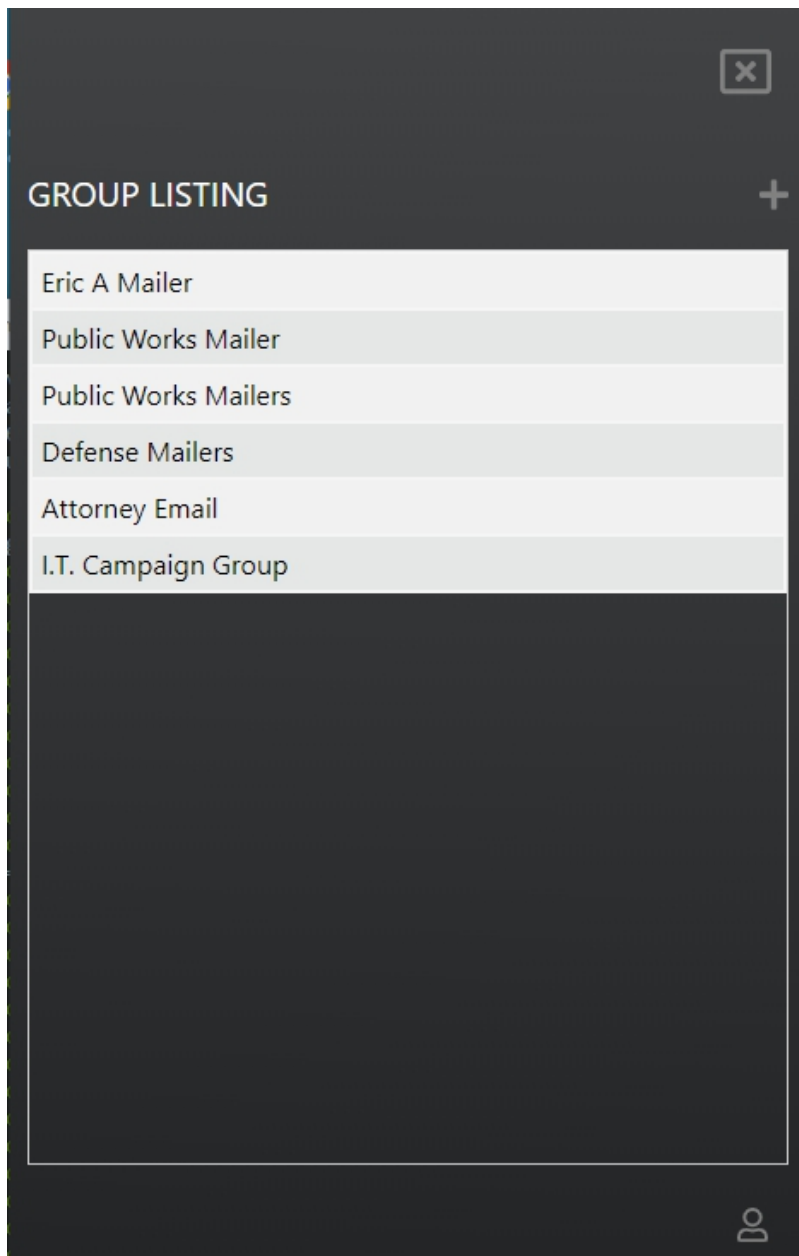 GROUP LISTING
Eric A Mailer
Public Works Mailer
Public Works Mailers
Defense Mailers
Attorney Email
I.T. Campaign Group